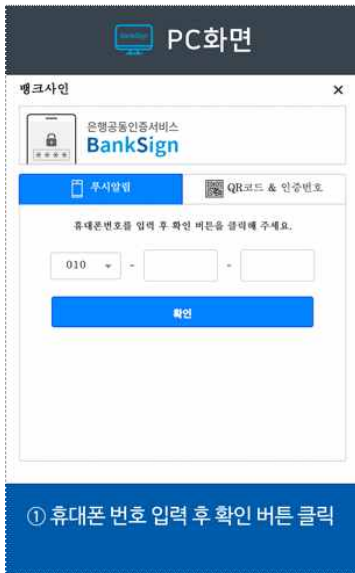 BankSign PC화면
뱅크사인 ×
은행공동인증서비스
BankSign
푸시알림 QR코드 & 인증번호
휴대폰번호를 입력 후 확인 버튼을 클릭해 주세요.
010 - -
확인
① 휴대폰 번호 입력 후 확인 버튼 클릭